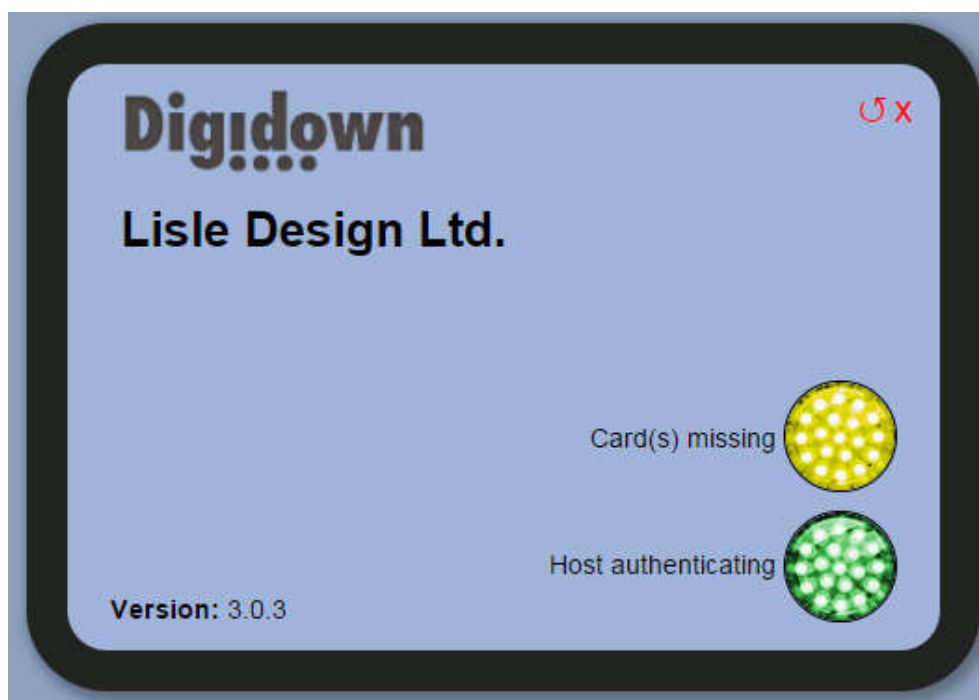 Digidown
↺ X
Lisle Design Ltd.
Card(s) missing
Host authenticating
Version: 3.0.3